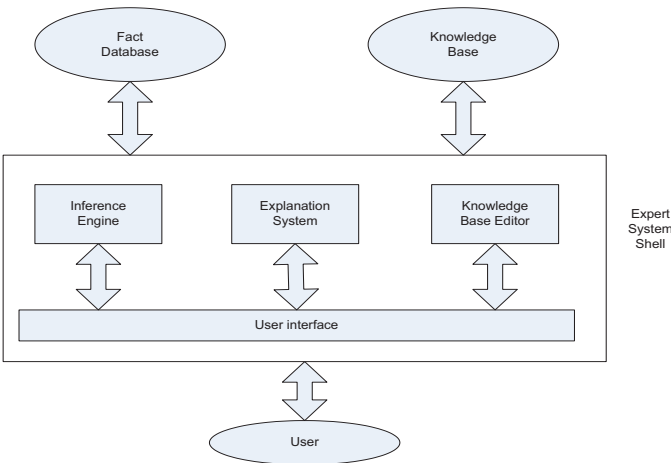 Fact
Database
Knowledge
Base
Inference
Engine
Explanation
System
Knowledge
Base Editor
Expert
System
Shell
User interface
User